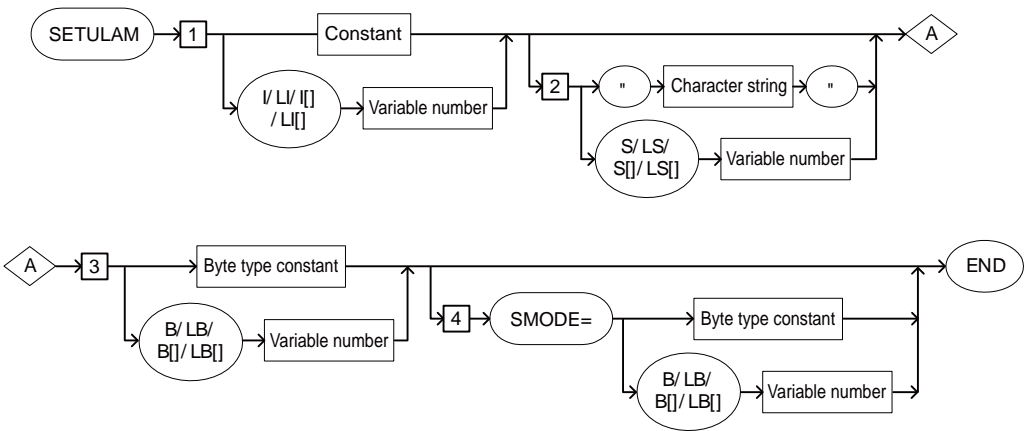 SETULAM
1
Constant
I/ LI/ I[]
/ LI[]
Variable number
2
"
Character string
"
S/ LS/
S[]/ LS[]
Variable number
A
A
3
Byte type constant
B/ LB/
B[]/ LB[]
Variable number
4
SMODE=
Byte type constant
B/ LB/
B[]/ LB[]
Variable number
END